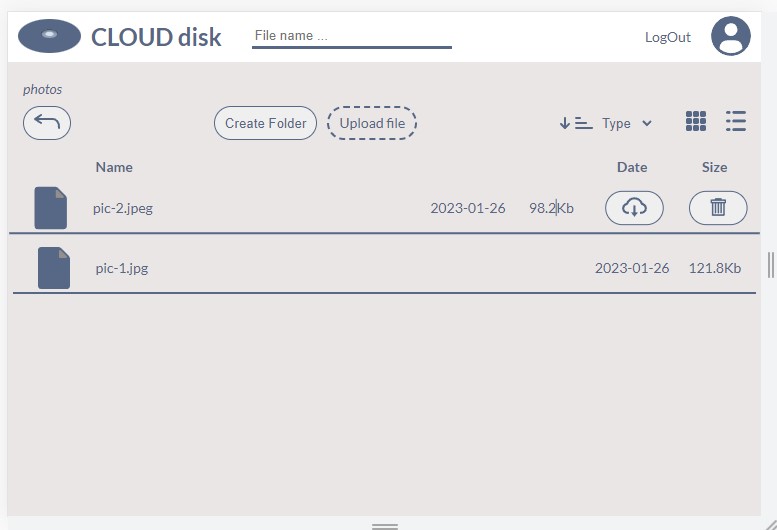 CLOUD disk
File name ...
LogOut
photos
Create Folder
Upload file
Type
Name Date Size
pic-2.jpeg 2023-01-26 98.2Kb
pic-1.jpg 2023-01-26 121.8Kb